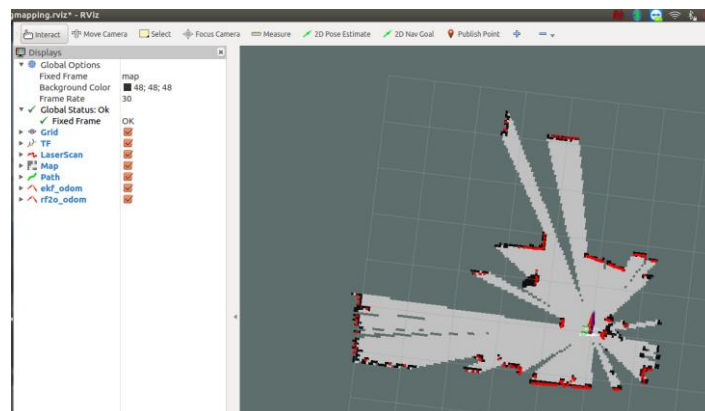 gmapping.rviz* - RViz
Interact Move Camera Select Focus Camera Measure 2D Pose Estimate 2D Nav Goal Publish Point
Displays
Global Options
Fixed Frame map
Background Color 48; 48; 48
Frame Rate 30
Global Status: Ok
Fixed Frame OK
Grid
TF
LaserScan
Map
Path
ekf_odom
rf2o_odom